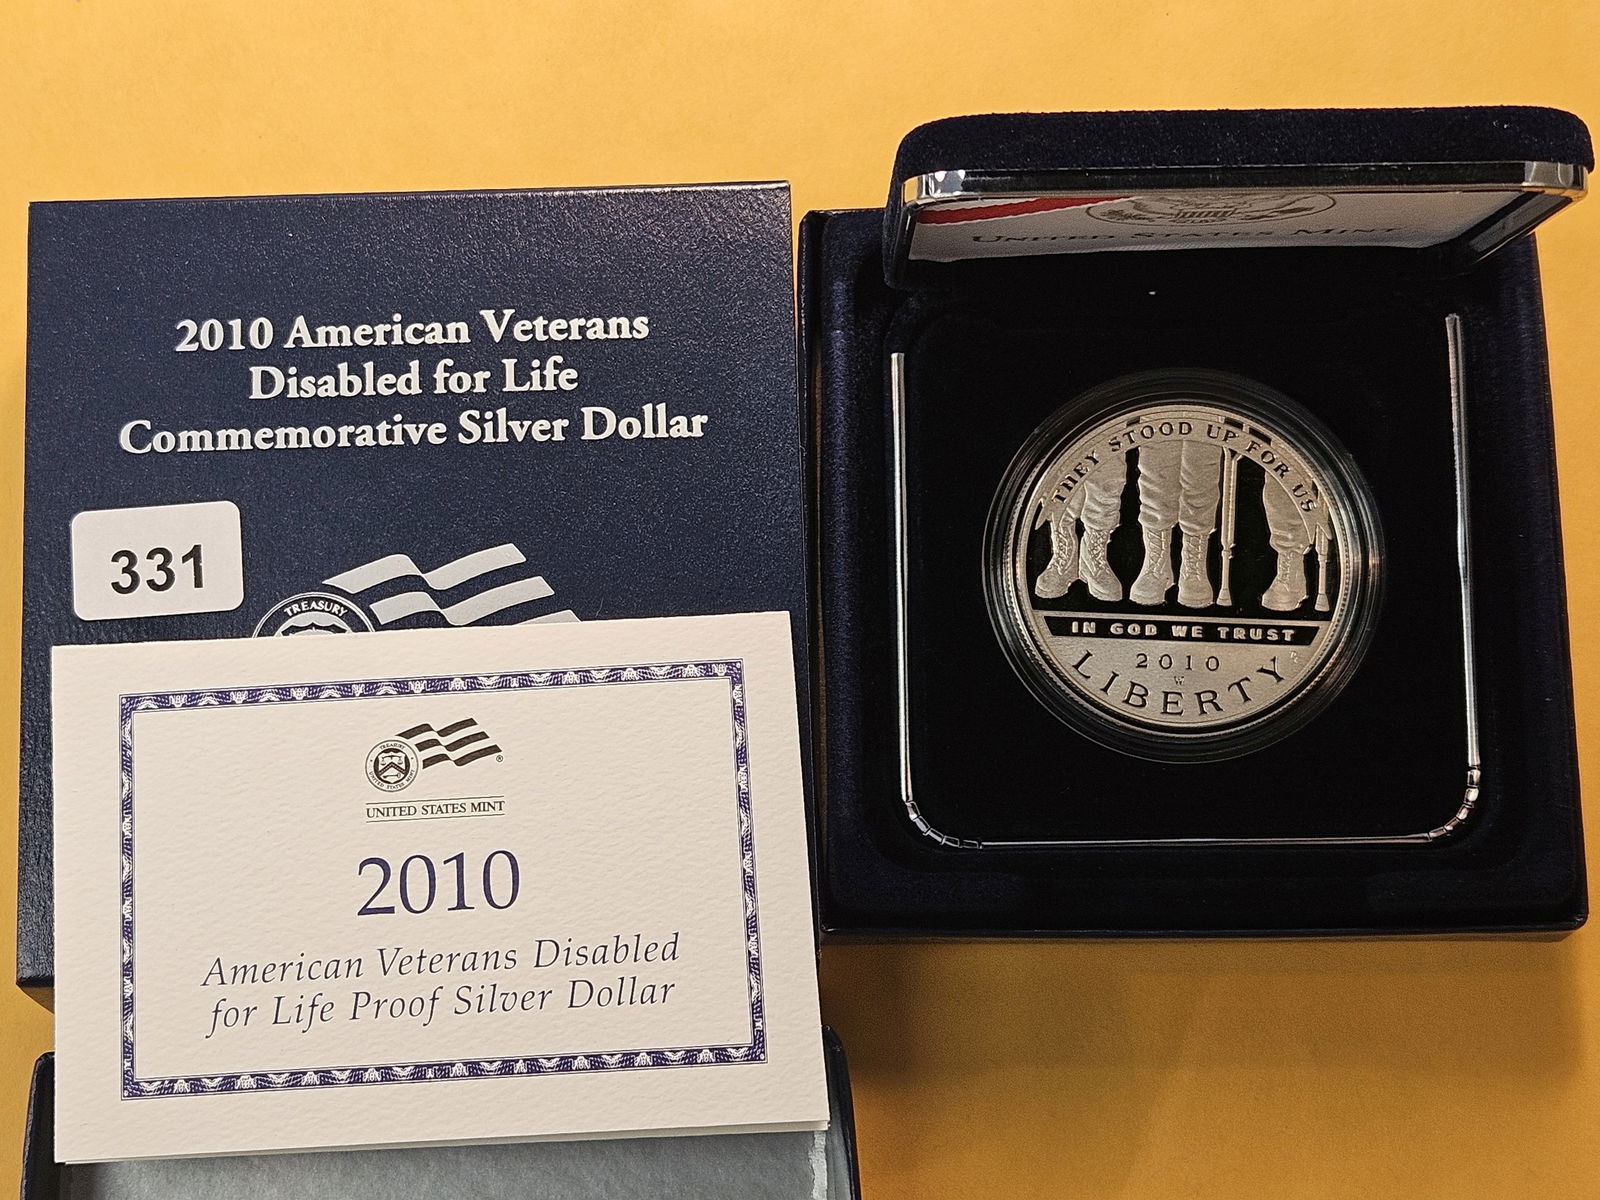 2010 American Veterans
Disabled for Life
Commemorative Silver Dollar
331
TREASURY
TREASURY
UNITED STATES MINT
2010
American Veterans Disabled
for Life Proof Silver Dollar
UNITED STATES MINT
THEY STOOD UP FOR US
IN GOD WE TRUST
2010
W
LIBERTY